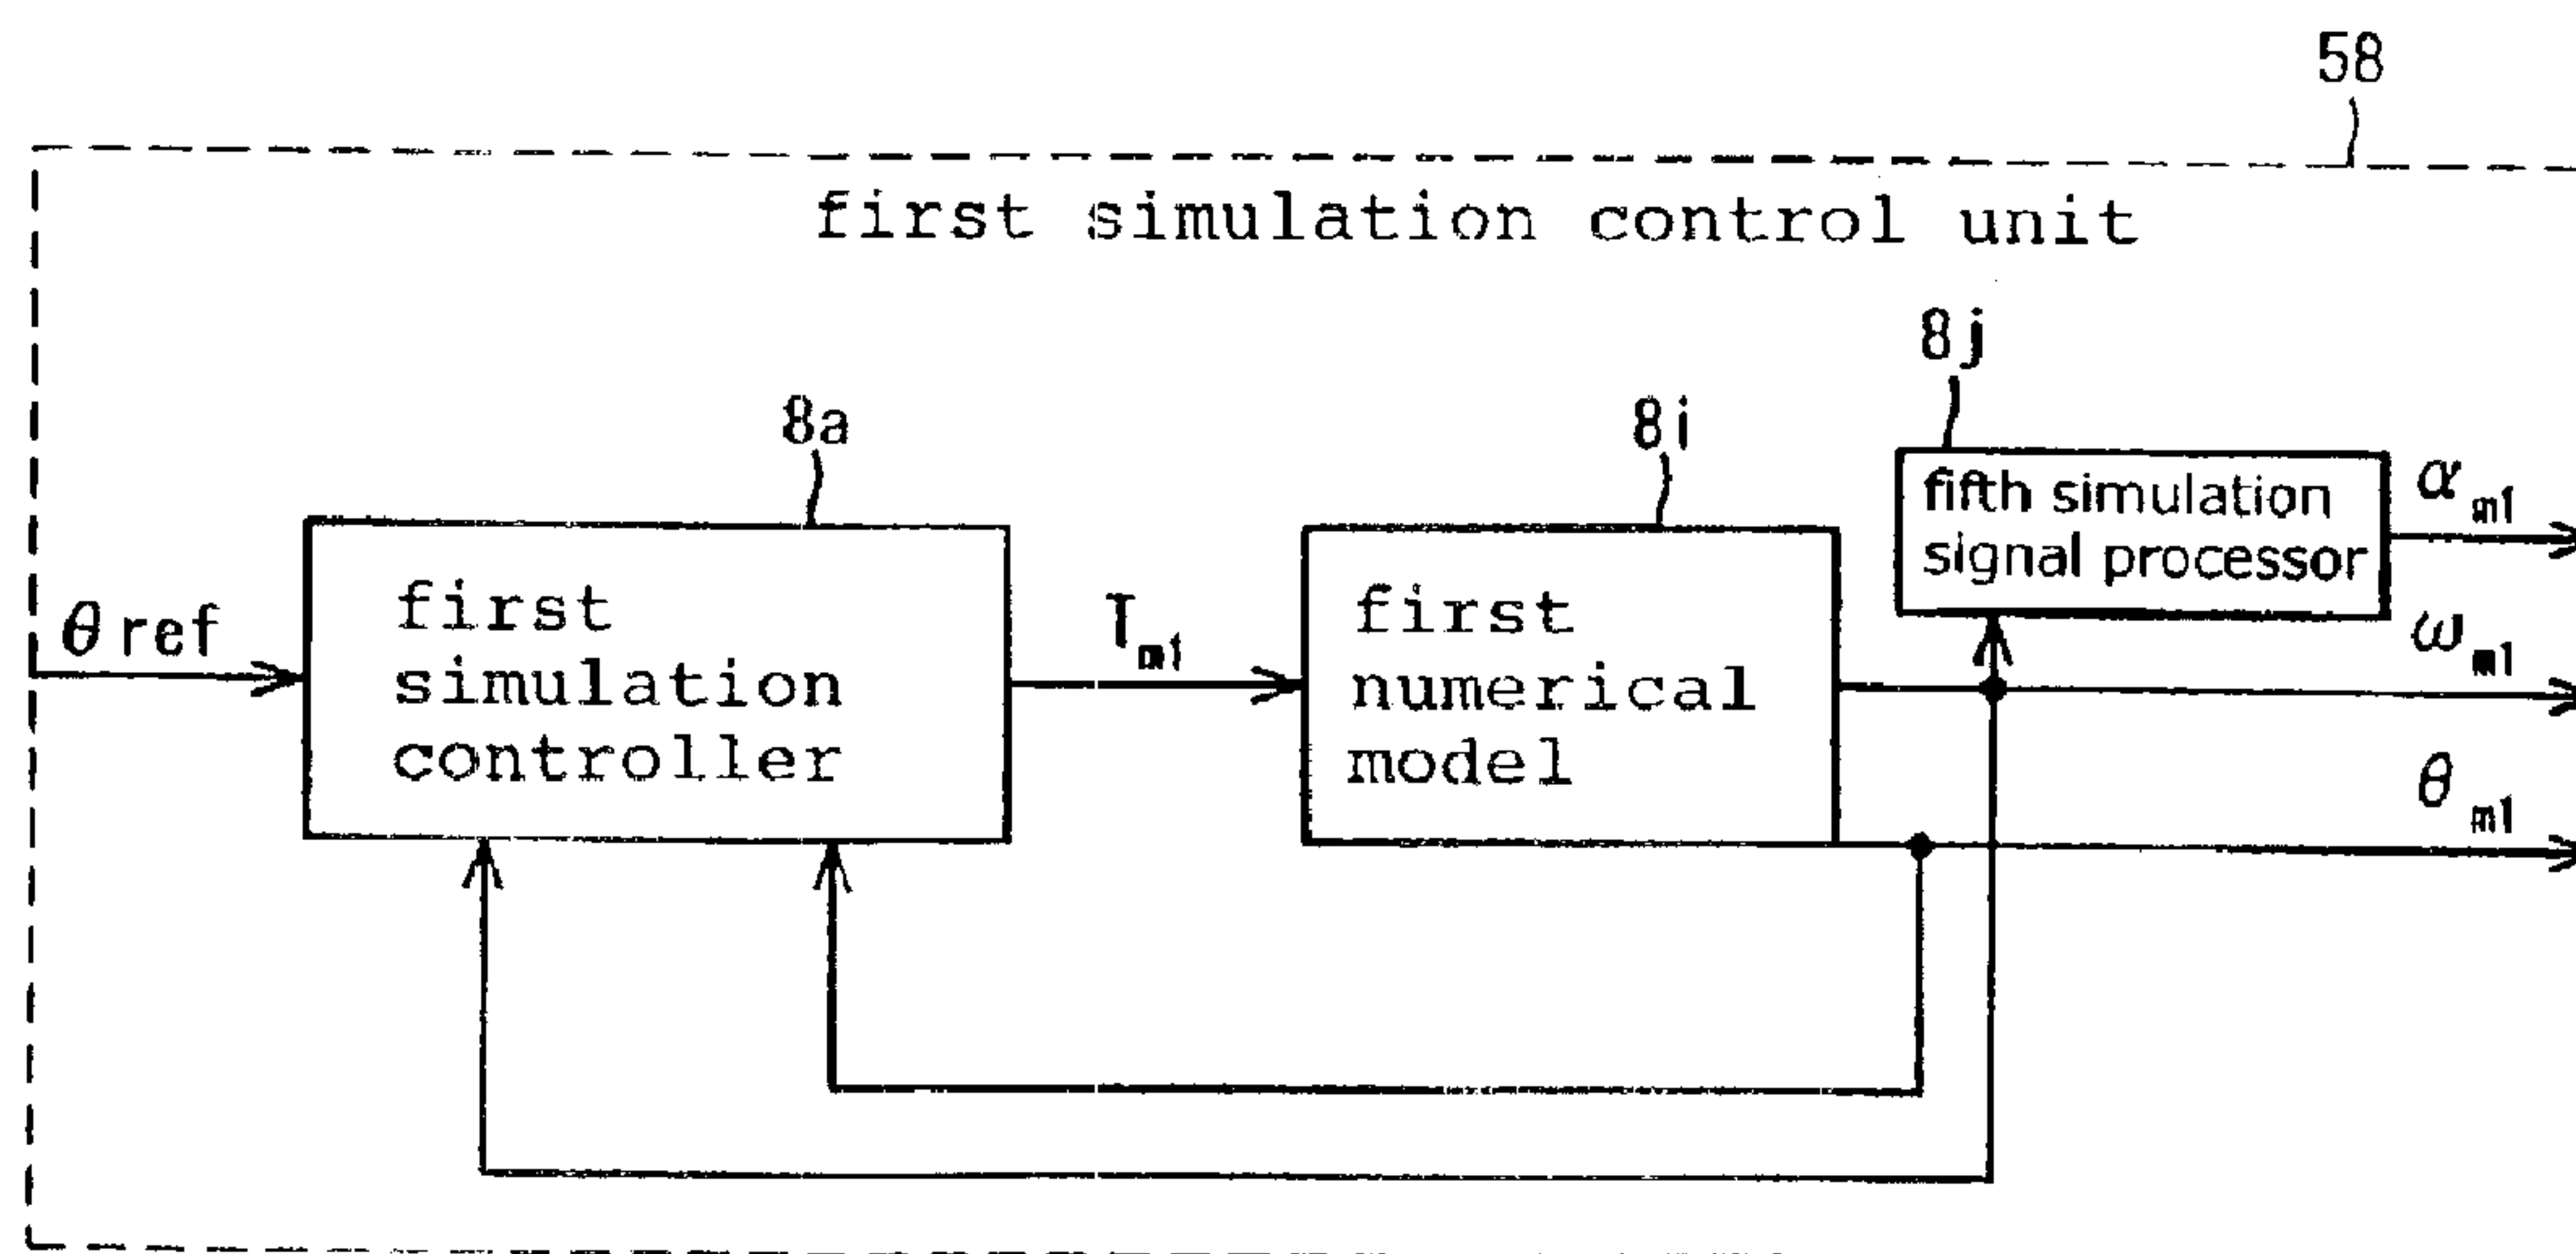 58
first simulation control unit
8j
8a
8i
fifth simulation
signal processor
α m1
ω m1
θ ref
first
simulation
controller
T m1
first
numerical
model
θ m1